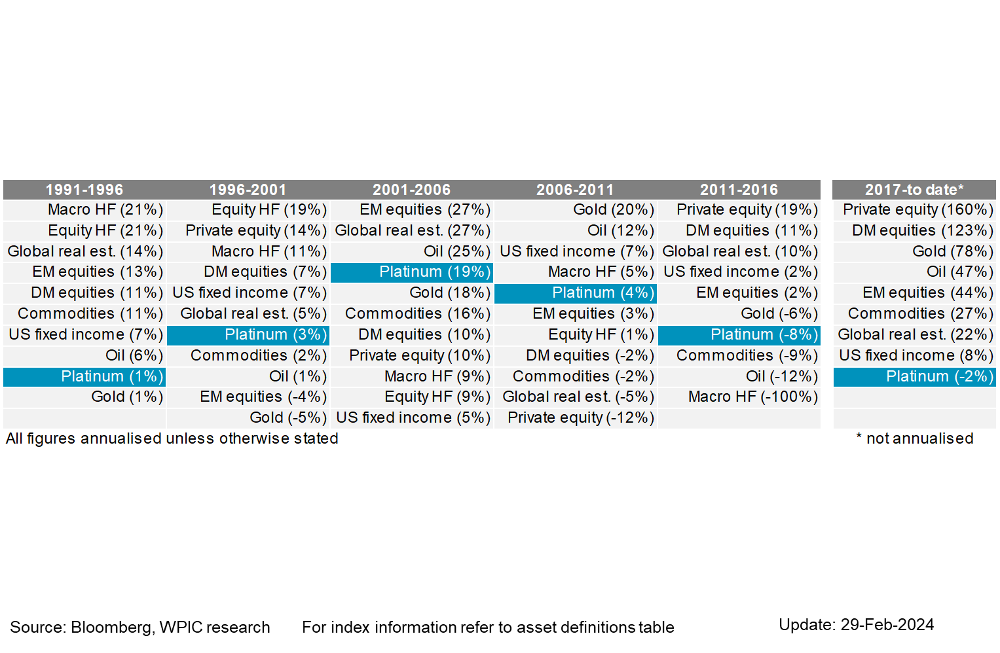 1991-1996 1996-2001 2001-2006 2006-2011 2011-2016 2017-to date*
Macro HF (21%) Equity HF (19%) EM equities (27%) Gold (20%) Private equity (19%) Private equity (160%)
Equity HF (21%) Private equity (14%) Global real est. (27%) Oil (12%) DM equities (11%) DM equities (123%)
Global real est. (14%) Macro HF (11%) Oil (25%) US fixed income (7%) Global real est. (10%) Gold (78%)
EM equities (13%) DM equities (7%) Platinum (19%) Macro HF (5%) US fixed income (2%) Oil (47%)
DM equities (11%) US fixed income (7%) Gold (18%) Platinum (4%) EM equities (2%) EM equities (44%)
Commodities (11%) Global real est. (5%) Commodities (16%) EM equities (3%) Gold (-6%) Commodities (27%)
US fixed income (7%) Platinum (3%) DM equities (10%) Equity HF (1%) Platinum (-8%) Global real est. (22%)
Oil (6%) Commodities (2%) Private equity (10%) DM equities (-2%) Commodities (-9%) US fixed income (8%)
Platinum (1%) Oil (1%) Macro HF (9%) Commodities (-2%) Oil (-12%) Platinum (-2%)
Gold (1%) EM equities (-4%) Equity HF (9%) Global real est. (-5%) Macro HF (-100%)
Gold (-5%) US fixed income (5%) Private equity (-12%)
All figures annualised unless otherwise stated * not annualised
Source: Bloomberg, WPIC research For index information refer to asset definitions table Update: 29-Feb-2024